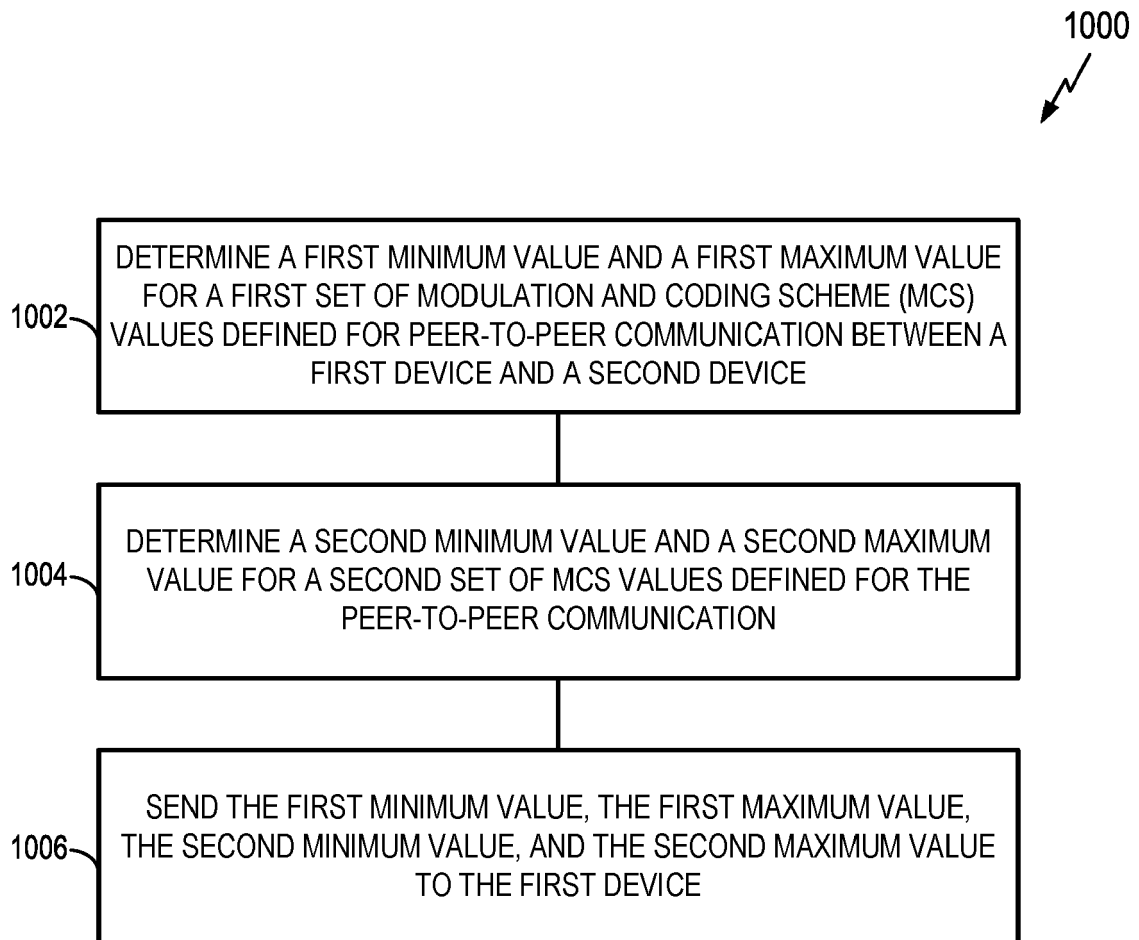 1000
DETERMINE A FIRST MINIMUM VALUE AND A FIRST MAXIMUM VALUE
FOR A FIRST SET OF MODULATION AND CODING SCHEME (MCS)
1002
VALUES DEFINED FOR PEER-TO-PEER COMMUNICATION BETWEEN A
FIRST DEVICE AND A SECOND DEVICE
DETERMINE A SECOND MINIMUM VALUE AND A SECOND MAXIMUM
1004
VALUE FOR A SECOND SET OF MCS VALUES DEFINED FOR THE
PEER-TO-PEER COMMUNICATION
SEND THE FIRST MINIMUM VALUE, THE FIRST MAXIMUM VALUE,
1006
THE SECOND MINIMUM VALUE, AND THE SECOND MAXIMUM VALUE
TO THE FIRST DEVICE